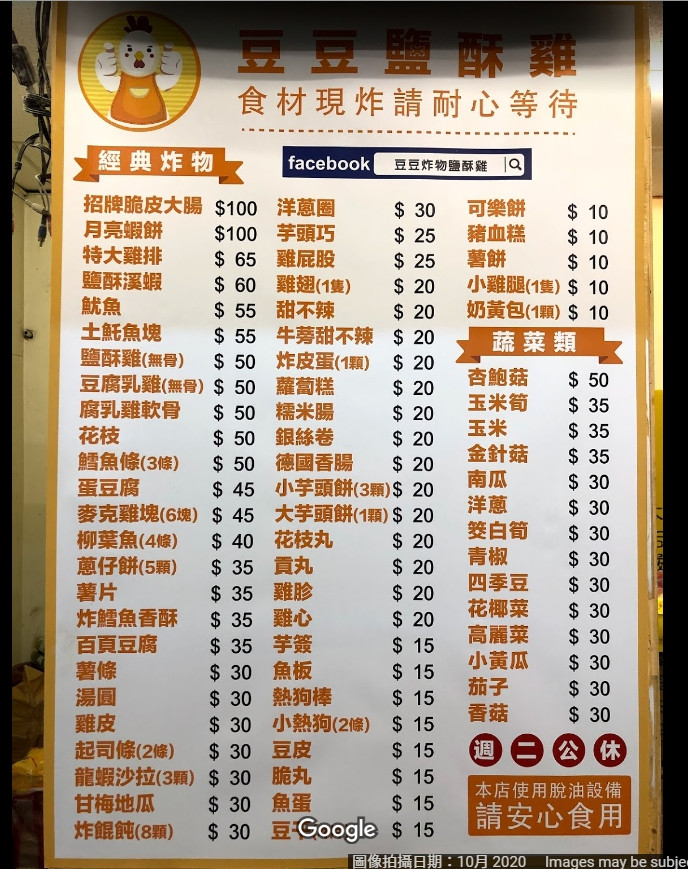 豆豆鹽酥雞
食材現炸請耐心等待
經典炸物
facebook 豆豆炸物鹽酥雞
招牌脆皮大腸 $100
月亮蝦餅 $100
特大雞排 $ 65
鹽酥溪蝦 $ 60
魷魚 $ 55
土魠魚塊 $ 55
鹽酥雞(無骨) $ 50
豆腐乳雞(無骨) $ 50
腐乳雞軟骨 $ 50
花枝 $ 50
鱈魚條(3條) $ 50
蛋豆腐 $ 45
麥克雞塊(6塊) $ 45
柳葉魚(4條) $ 40
蔥仔餅(5顆) $ 35
薯片 $ 35
炸鱈魚香酥 $ 35
百頁豆腐 $ 35
薯條 $ 30
湯圓 $ 30
雞皮 $ 30
起司條(2條) $ 30
龍蝦沙拉(3顆) $ 30
甘梅地瓜 $ 30
炸餛飩(8顆) $ 30
洋蔥圈 $ 30
芋頭巧 $ 25
雞屁股 $ 25
雞翅(1隻) $ 20
甜不辣 $ 20
牛蒡甜不辣 $ 20
炸皮蛋(1顆) $ 20
蘿蔔糕 $ 20
糯米腸 $ 20
銀絲卷 $ 20
德國香腸 $ 20
小芋頭餅(3顆) $ 20
大芋頭餅(1顆) $ 20
花枝丸 $ 20
貢丸 $ 20
雞胗 $ 20
雞心 $ 20
芋簽 $ 15
魚板 $ 15
熱狗棒 $ 15
小熱狗(2條) $ 15
豆皮 $ 15
脆丸 $ 15
魚蛋 $ 15
豆干 $ 15
可樂餅 $ 10
豬血糕 $ 10
薯餅 $ 10
小雞腿(1隻) $ 10
奶黃包(1顆) $ 10
蔬菜類
杏鮑菇 $ 50
玉米筍 $ 35
玉米 $ 35
金針菇 $ 35
南瓜 $ 30
洋蔥 $ 30
筊白筍 $ 30
青椒 $ 30
四季豆 $ 30
花椰菜 $ 30
高麗菜 $ 30
小黃瓜 $ 30
茄子 $ 30
香菇 $ 30
週二公休
本店使用脫油設備
請安心食用
Google
圖像拍攝日期：10月 2020 Images may be subje